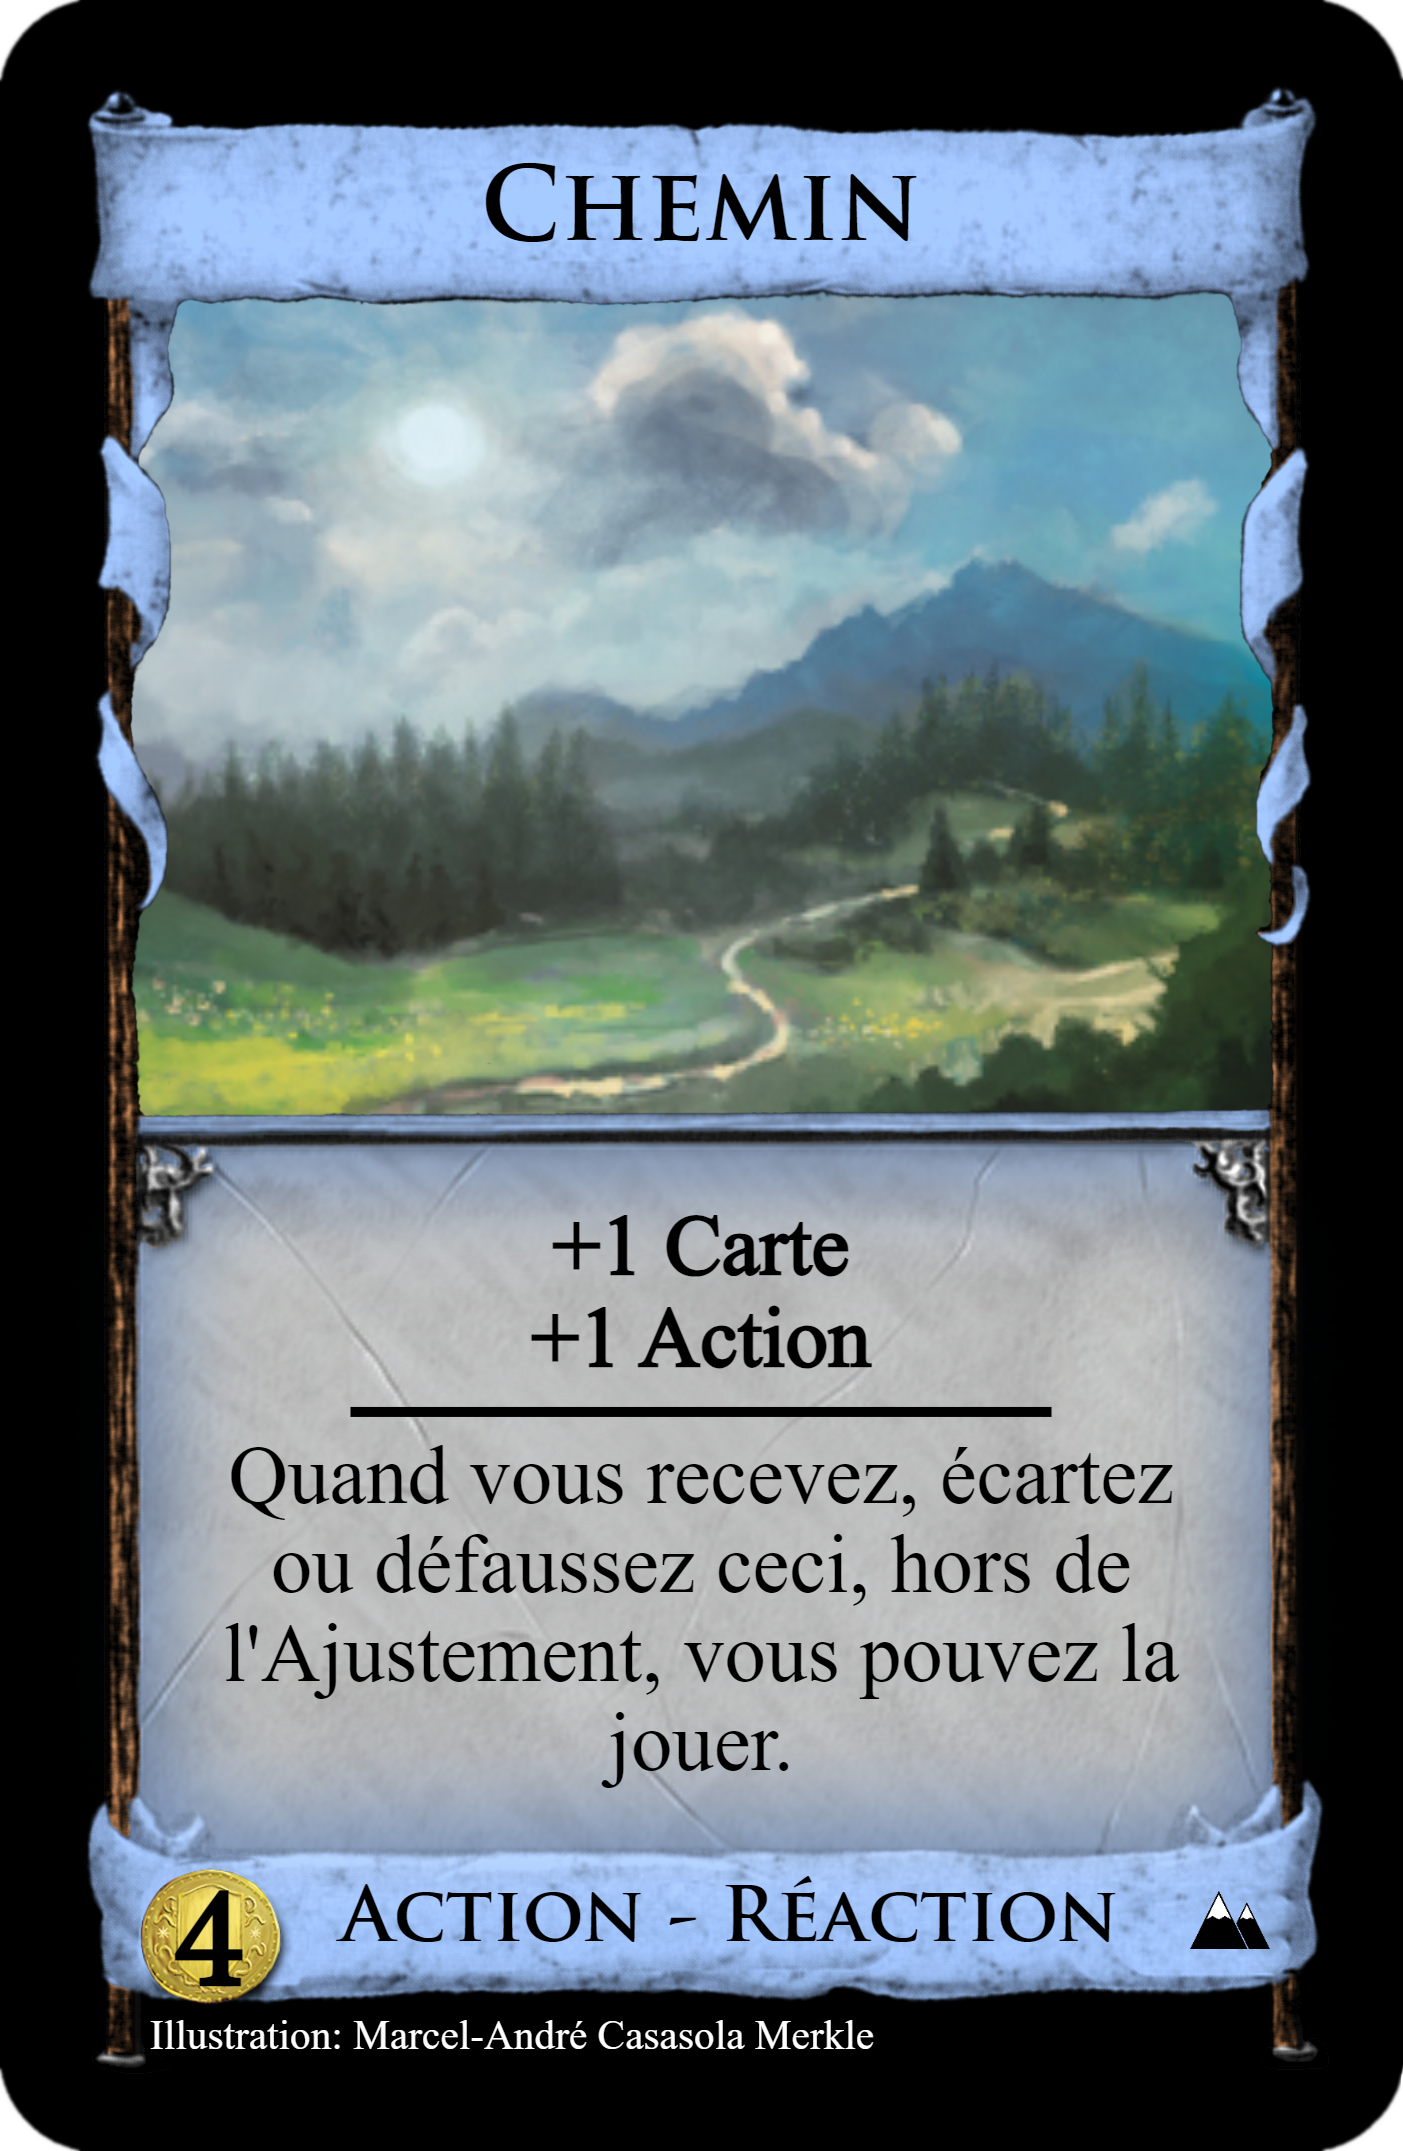 Chemin
+1 Carte
+1 Action
Quand vous recevez, écartez
ou défaussez ceci, hors de
l'Ajustement, vous pouvez la
jouer.
4 Action - Réaction
Illustration: Marcel-André Casasola Merkle